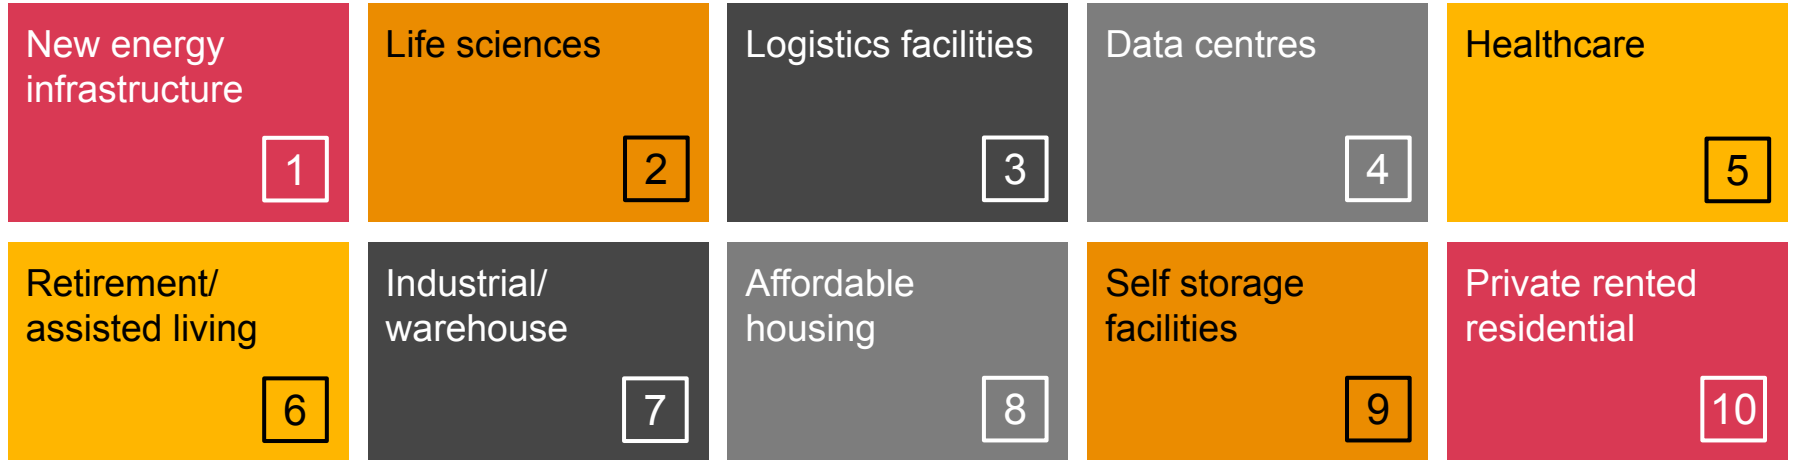 New energy
infrastructure
1
Life sciences
2
Logistics facilities
3
Data centres
4
Healthcare
5
Retirement/
assisted living
6
Industrial/
warehouse
7
Affordable
housing
8
Self storage
facilities
9
Private rented
residential
10